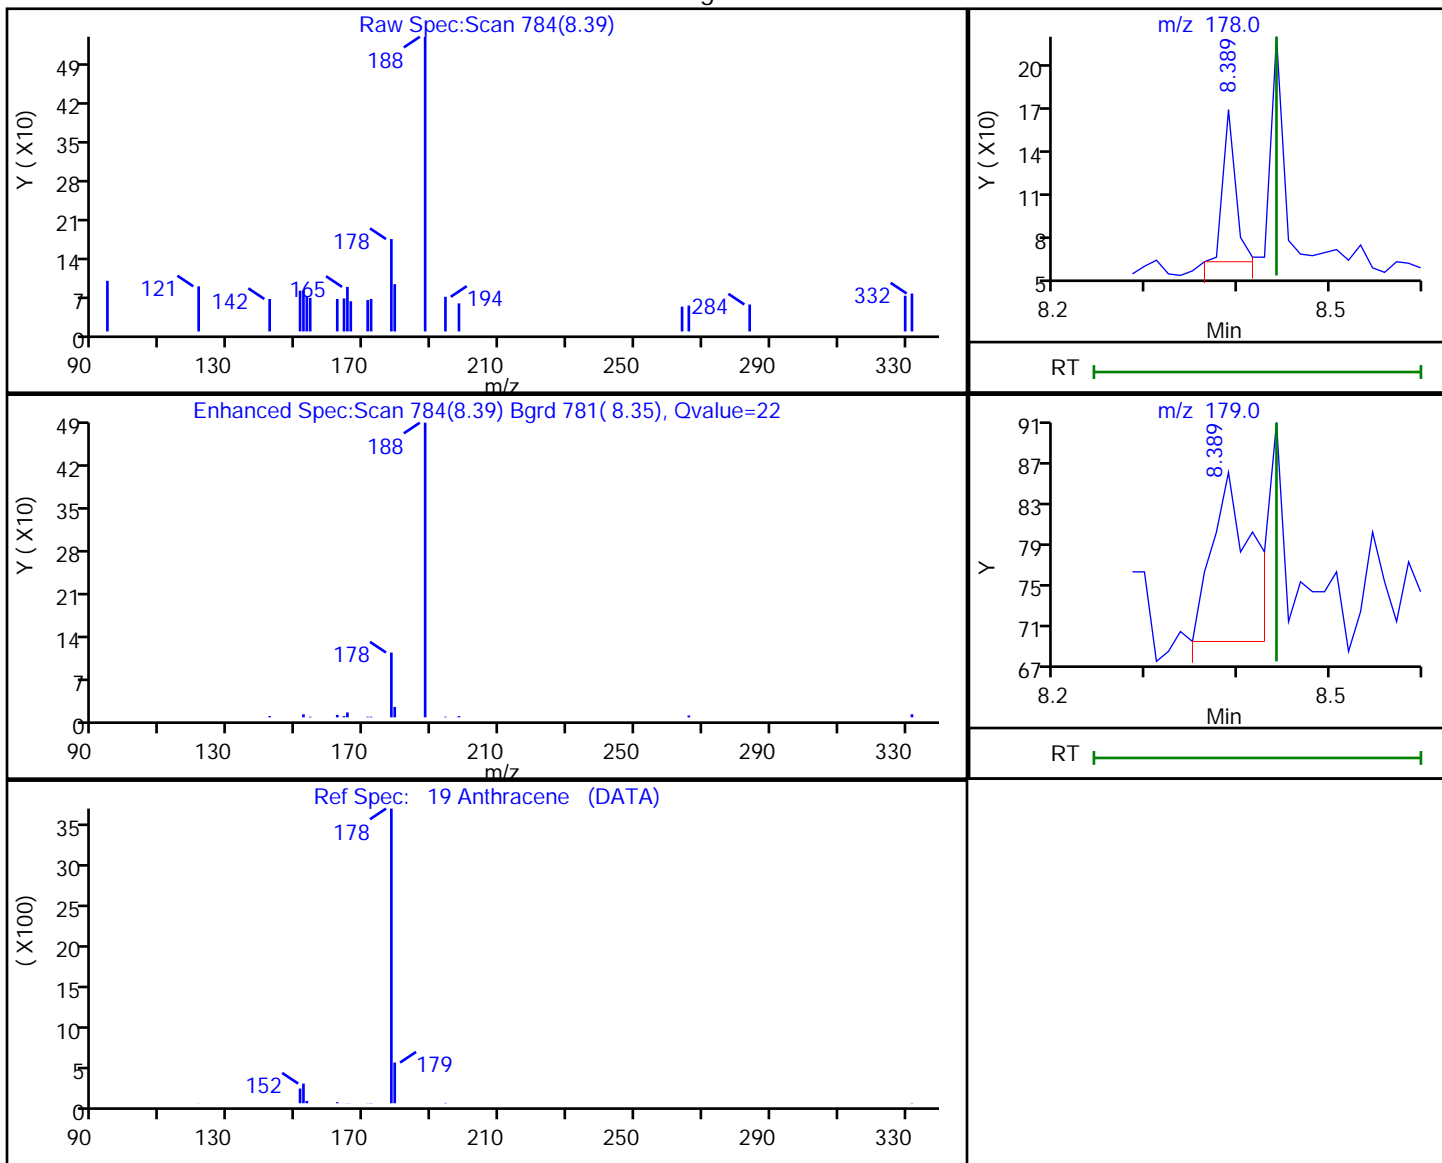 Raw Spec:Scan 784(8.39)
Y ( X10)
49
42
35
28
21
14
7
0
188
178
121
142
165
194
284
332
90 130 170 210 250 290 330
m/z
m/z 178.0
Y ( X10)
20
17
14
11
8
5
8.389
8.2 8.5
Min
RT
Enhanced Spec:Scan 784(8.39) Bgrd 781( 8.35), Qvalue=22
Y ( X10)
49
42
35
28
21
14
7
0
188
178
90 130 170 210 250 290 330
m/z
m/z 179.0
Y
91
87
83
79
75
71
67
8.389
8.2 8.5
Min
RT
Ref Spec: 19 Anthracene (DATA)
( X100)
35
30
25
20
15
10
5
0
178
152
179
90 130 170 210 250 290 330